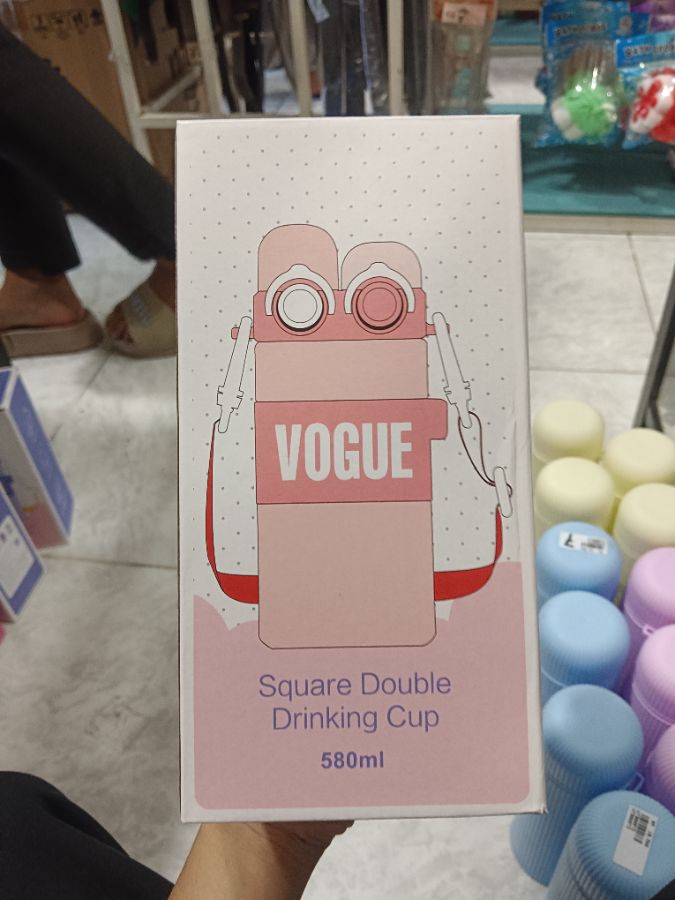 VOGUE
Square Double
Drinking Cup
580ml